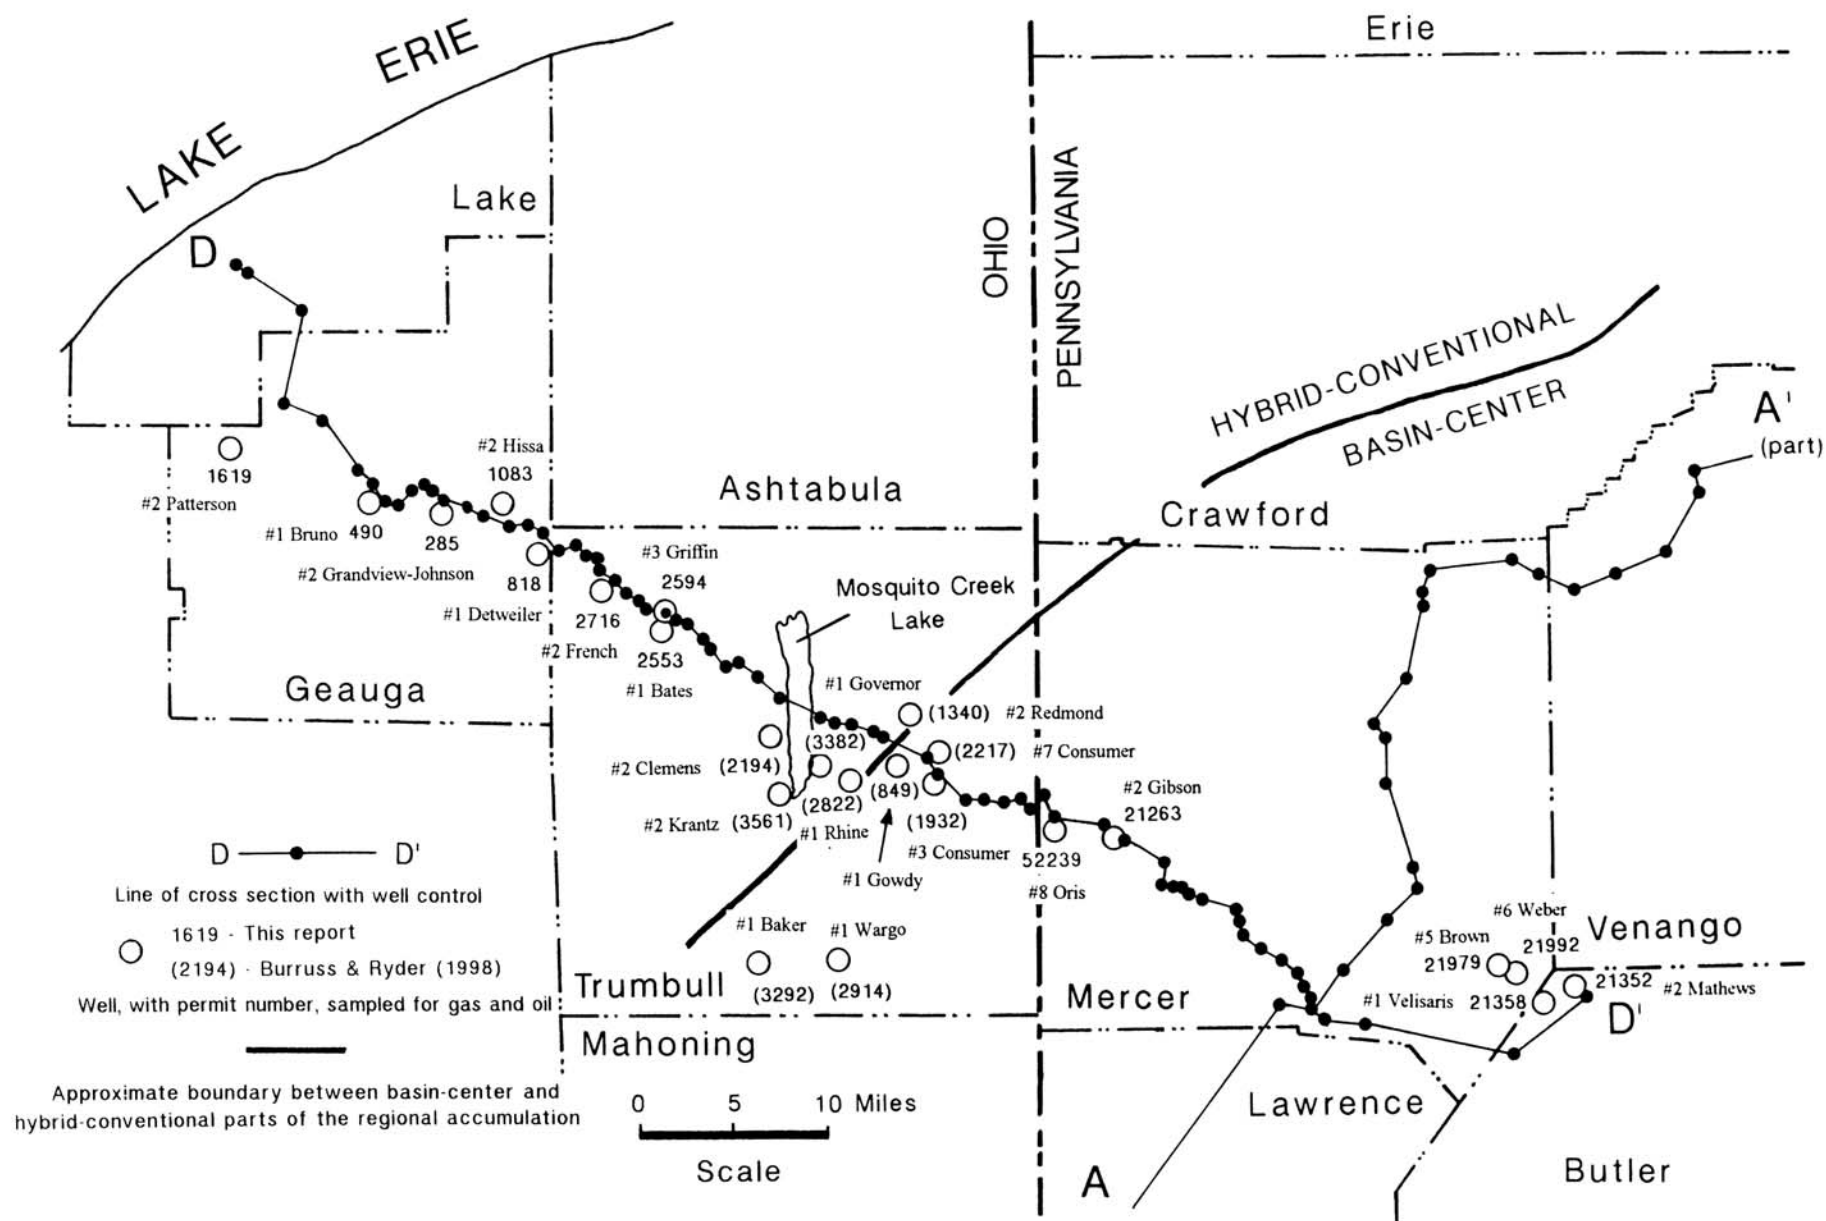 Erie
LAKE ERIE
Lake
D
OHIO
PENNSYLVANIA
HYBRID-CONVENTIONAL
BASIN-CENTER
A'
(part)
#2 Hissa
1083
1619
#2 Patterson
Ashtabula
Crawford
#1 Bruno 490
285
#2 Grandview-Johnson
818
#1 Detweiler
#3 Griffin
2594
2716
#2 French
2553
#1 Bates
Mosquito Creek
Lake
Geauga
#1 Governor
(1340) #2 Redmond
(3382)
(2217) #7 Consumer
#2 Clemens (2194)
(2822)
(849)
#2 Gibson
21263
#2 Krantz (3561)
#1 Rhine
(1932)
#3 Consumer
52239
#1 Gowdy
#8 Oris
D D'
Line of cross section with well control
1619 - This report
(2194) - Burruss & Ryder (1998)
Well, with permit number, sampled for gas and oil
Approximate boundary between basin-center and
hybrid-conventional parts of the regional accumulation
#1 Baker
#1 Wargo
(3292)
(2914)
Trumbull
Mahoning
Mercer
#6 Weber
21992
#5 Brown
21979
Venango
21352
#2 Mathews
#1 Velisaris 21358
D'
Lawrence
0 5 10 Miles
Scale
A
Butler